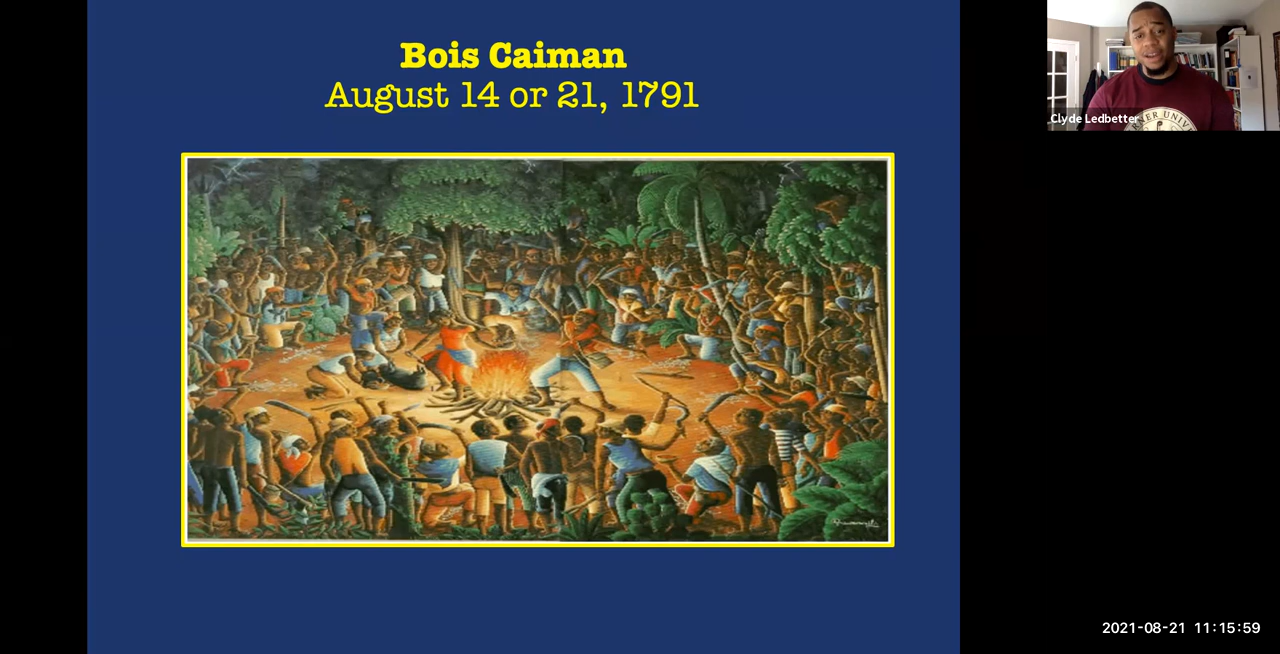 Bois Caiman
August 14 or 21, 1791
Clyde Ledbetter
2021-08-21 11:15:59